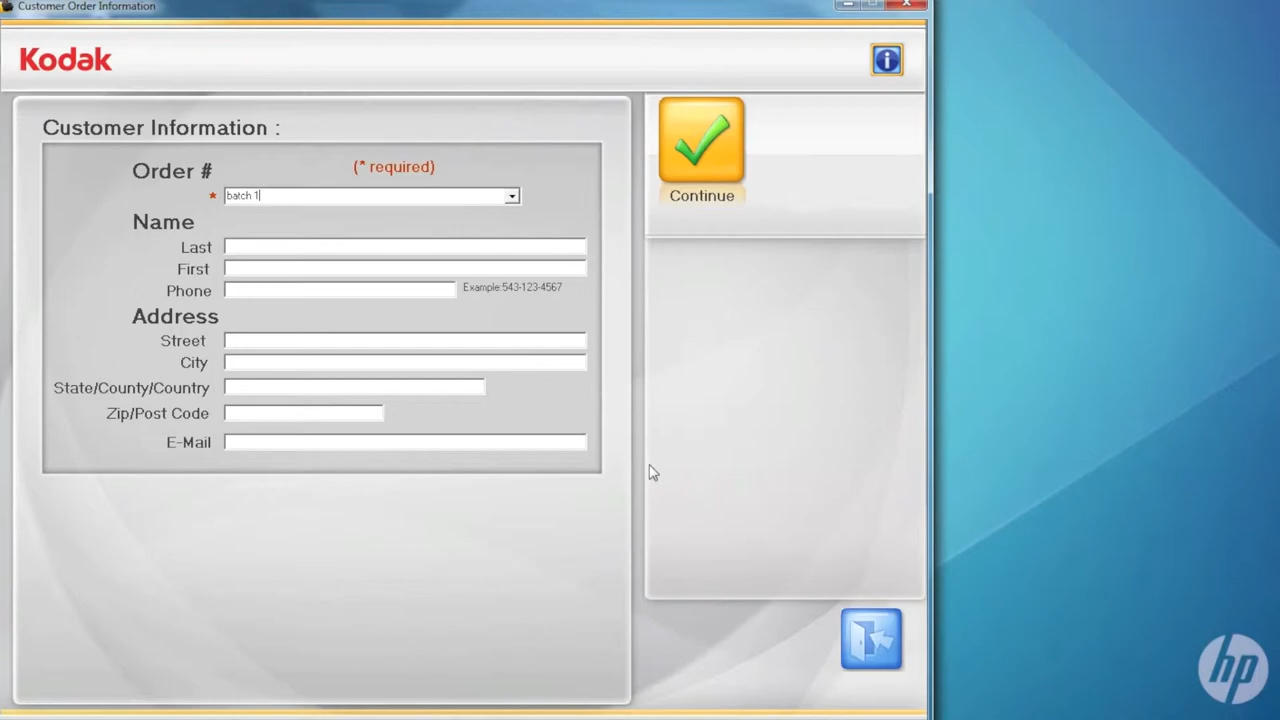 Customer Order Information
Kodak
Customer Information :
Order #
(* required)
* batch 1
Name
Last
First
Phone
Example:543-123-4567
Address
Street
City
State/County/Country
Zip/Post Code
E-Mail
Continue
hp